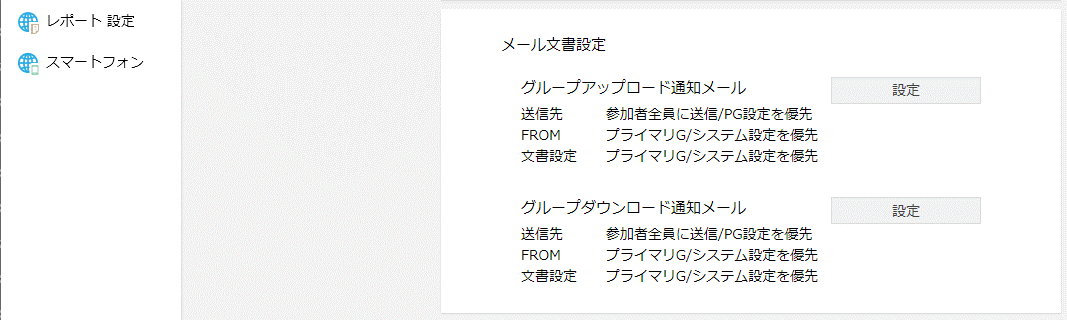 レポート 設定
スマートフォン
メール文書設定
グループアップロード通知メール 設定
送信先 参加者全員に送信/PG設定を優先
FROM プライマリG/システム設定を優先
文書設定 プライマリG/システム設定を優先
グループダウンロード通知メール 設定
送信先 参加者全員に送信/PG設定を優先
FROM プライマリG/システム設定を優先
文書設定 プライマリG/システム設定を優先